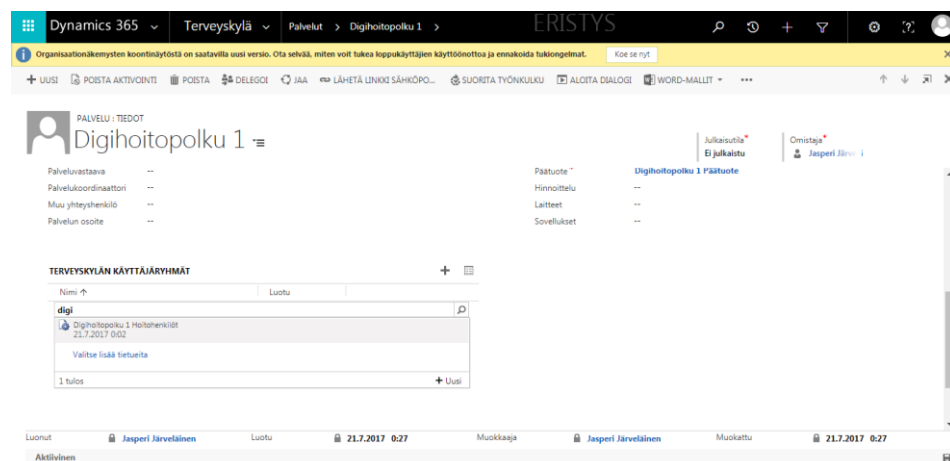 Dynamics 365 Terveyskylä Palvelut > Digihoitopolku 1 > ERISTYS
Organisaationäkemysten koontinäytöstä on saatavilla uusi versio. Ota selvää, miten voit tukea loppukäyttäjien käyttöönottoa ja ennakoida tukiongelmat. Koe se nyt
UUSI POISTA AKTIVOINTI POISTA DELEGOI JAA LÄHETÄ LINKKI SÄHKÖPO... SUORITA TYÖNKULKU ALOITA DIALOGI WORD-MALLIT ...
PALVELU : TIEDOT
Digihoitopolku 1
Julkaisutila* Omistaja*
Ei julkaistu Jasperi Järve
Palveluvastaava -- Päätuote * Digihoitopolku 1 Päätuote
Palvelukoordinaattori -- Hinnoittelu --
Muu yhteyshenkilö -- Laitteet --
Palvelun osoite -- Sovellukset --
TERVEYSKYLÄN KÄYTTÄJÄRYHMÄT
Nimi ↑ Luotu
digi
Digihoitopolku 1 Hoitohenkilöt
21.7.2017 0:02
Valitse lisää tietueita
1 tulos + Uusi
Luonut Jasperi Järveläinen Luotu 21.7.2017 0:27 Muokkaaja Jasperi Järveläinen Muokattu 21.7.2017 0:27
Aktiivinen